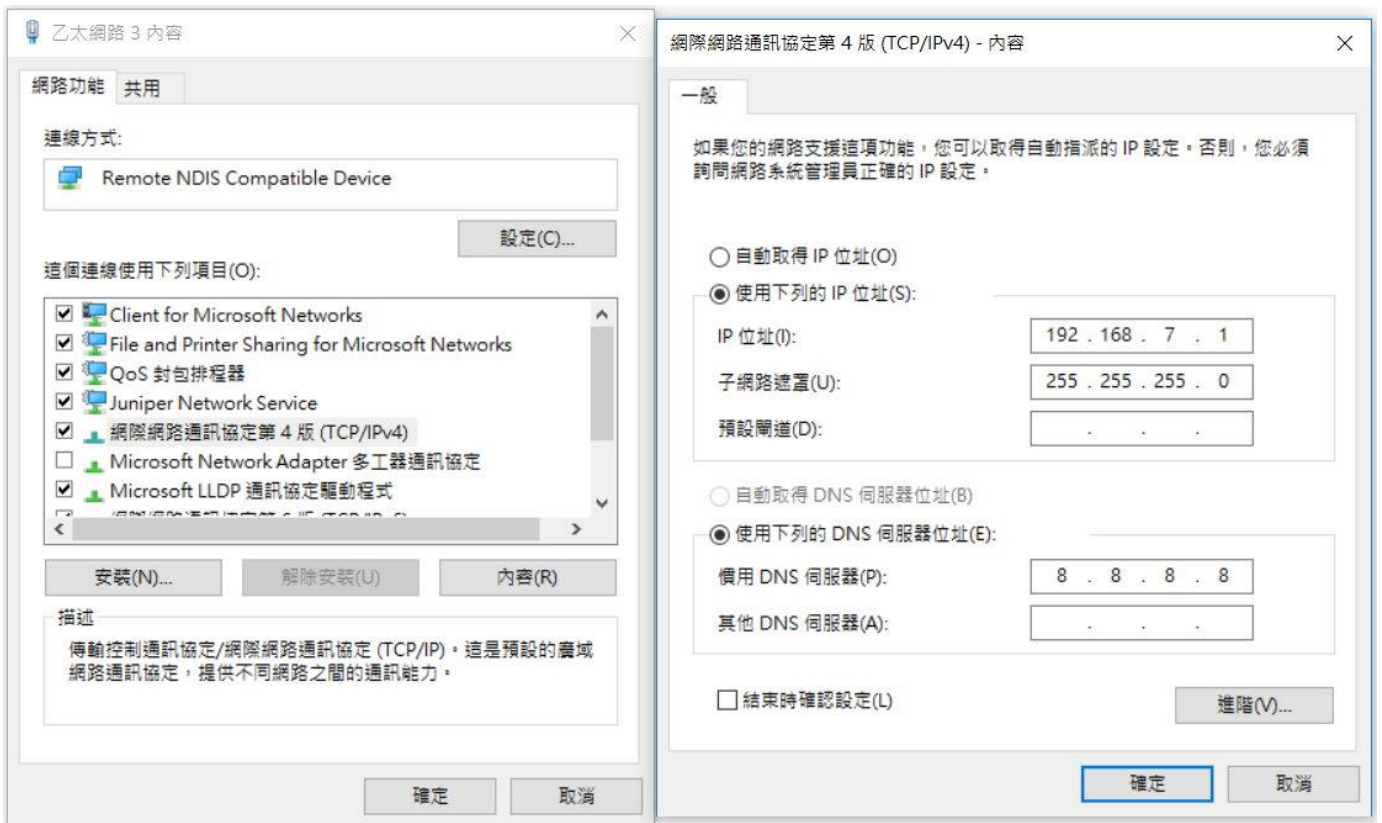 乙太網路 3 內容
網路功能
共用
連線方式:
Remote NDIS Compatible Device
設定(C)...
這個連線使用下列項目(O):
Client for Microsoft Networks
File and Printer Sharing for Microsoft Networks
QoS 封包排程器
Juniper Network Service
網際網路通訊協定第 4 版 (TCP/IPv4)
Microsoft Network Adapter 多工器通訊協定
Microsoft LLDP 通訊協定驅動程式
安裝(N)...
解除安裝(U)
內容(R)
描述
傳輸控制通訊協定/網際網路通訊協定 (TCP/IP)。這是預設的廣域
網路通訊協定,提供不同網路之間的通訊能力。
確定
取消
網際網路通訊協定第 4 版 (TCP/IPv4) - 內容
一般
如果您的網路支援這項功能,您可以取得自動指派的 IP 設定。否則,您必須
詢問網路系統管理員正確的 IP 設定。
自動取得 IP 位址(O)
使用下列的 IP 位址(S):
IP 位址(I):
192 . 168 . 7 . 1
子網路遮罩(U):
255 . 255 . 255 . 0
預設閘道(D):
. . .
自動取得 DNS 伺服器位址(B)
使用下列的 DNS 伺服器位址(E):
慣用 DNS 伺服器(P):
8 . 8 . 8 . 8
其他 DNS 伺服器(A):
. . .
結束時確認設定(L)
進階(V)...
確定
取消